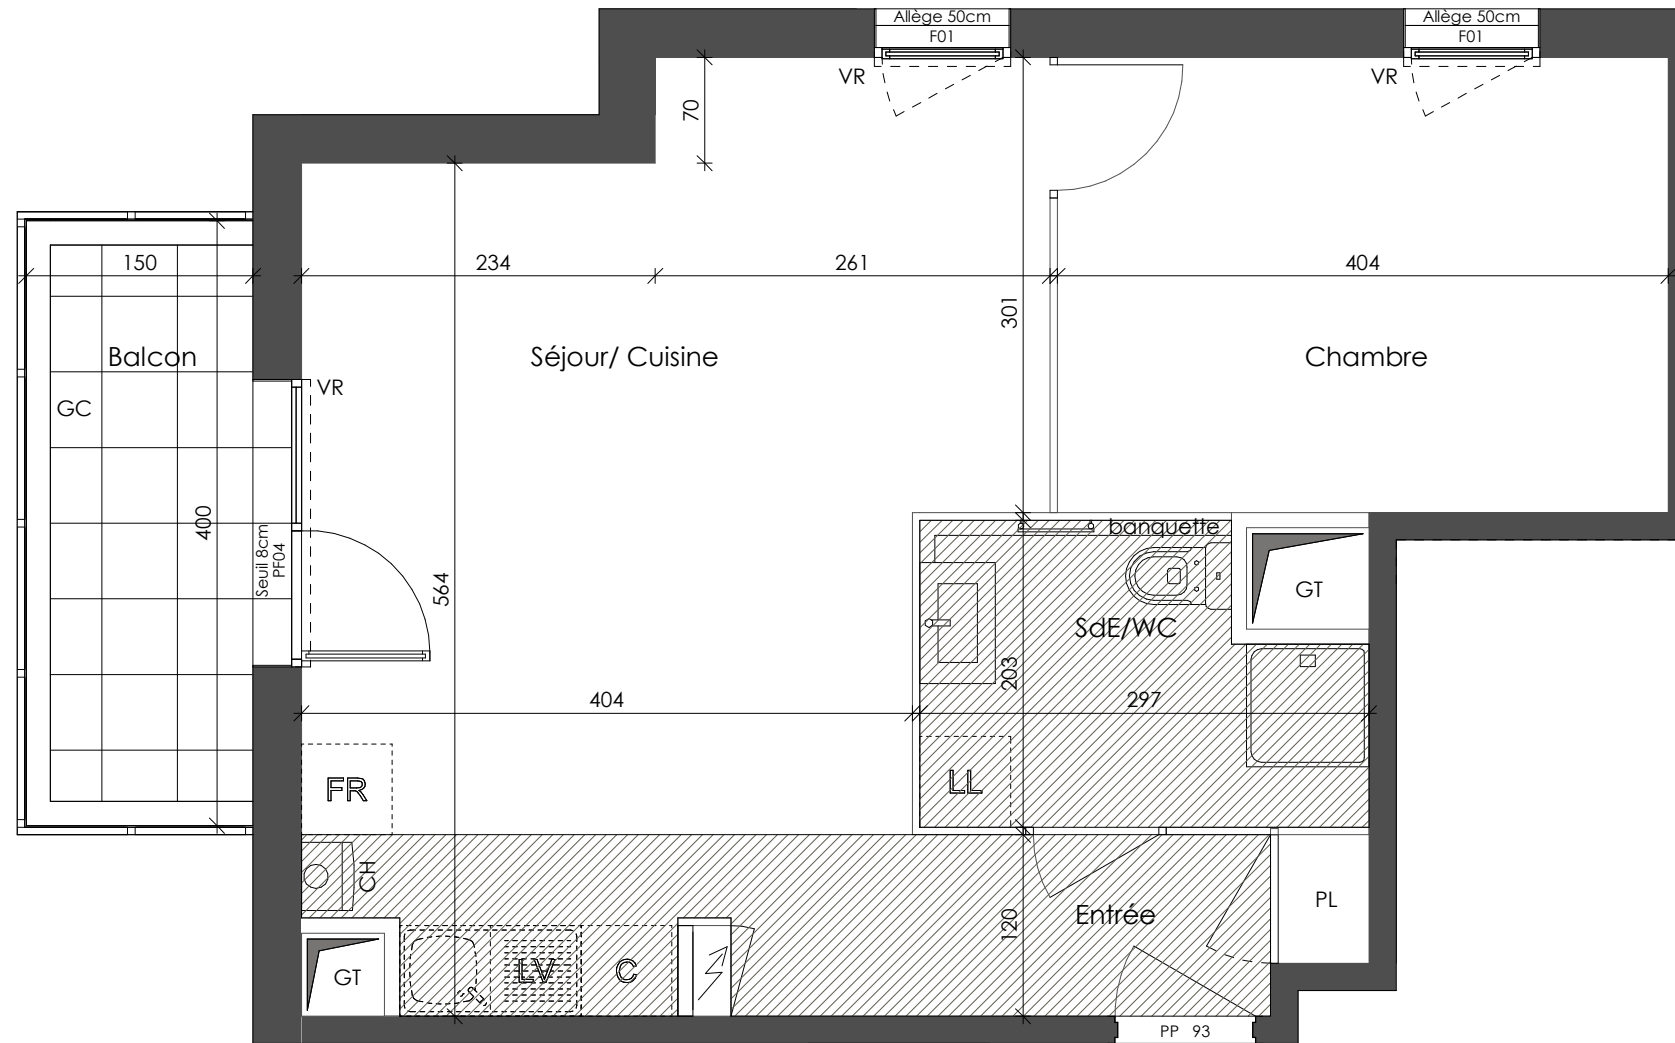 Allège 50cm
F01
Allège 50cm
F01
VR
VR
70
150
234
261
404
301
Balcon
Séjour/ Cuisine
Chambre
VR
GC
400
Seuil 8cm
PF04
564
banquette
GT
SdE/WC
203
404
297
FR
LL
CH
120
Entrée
PL
GT
LV
C
PP 93